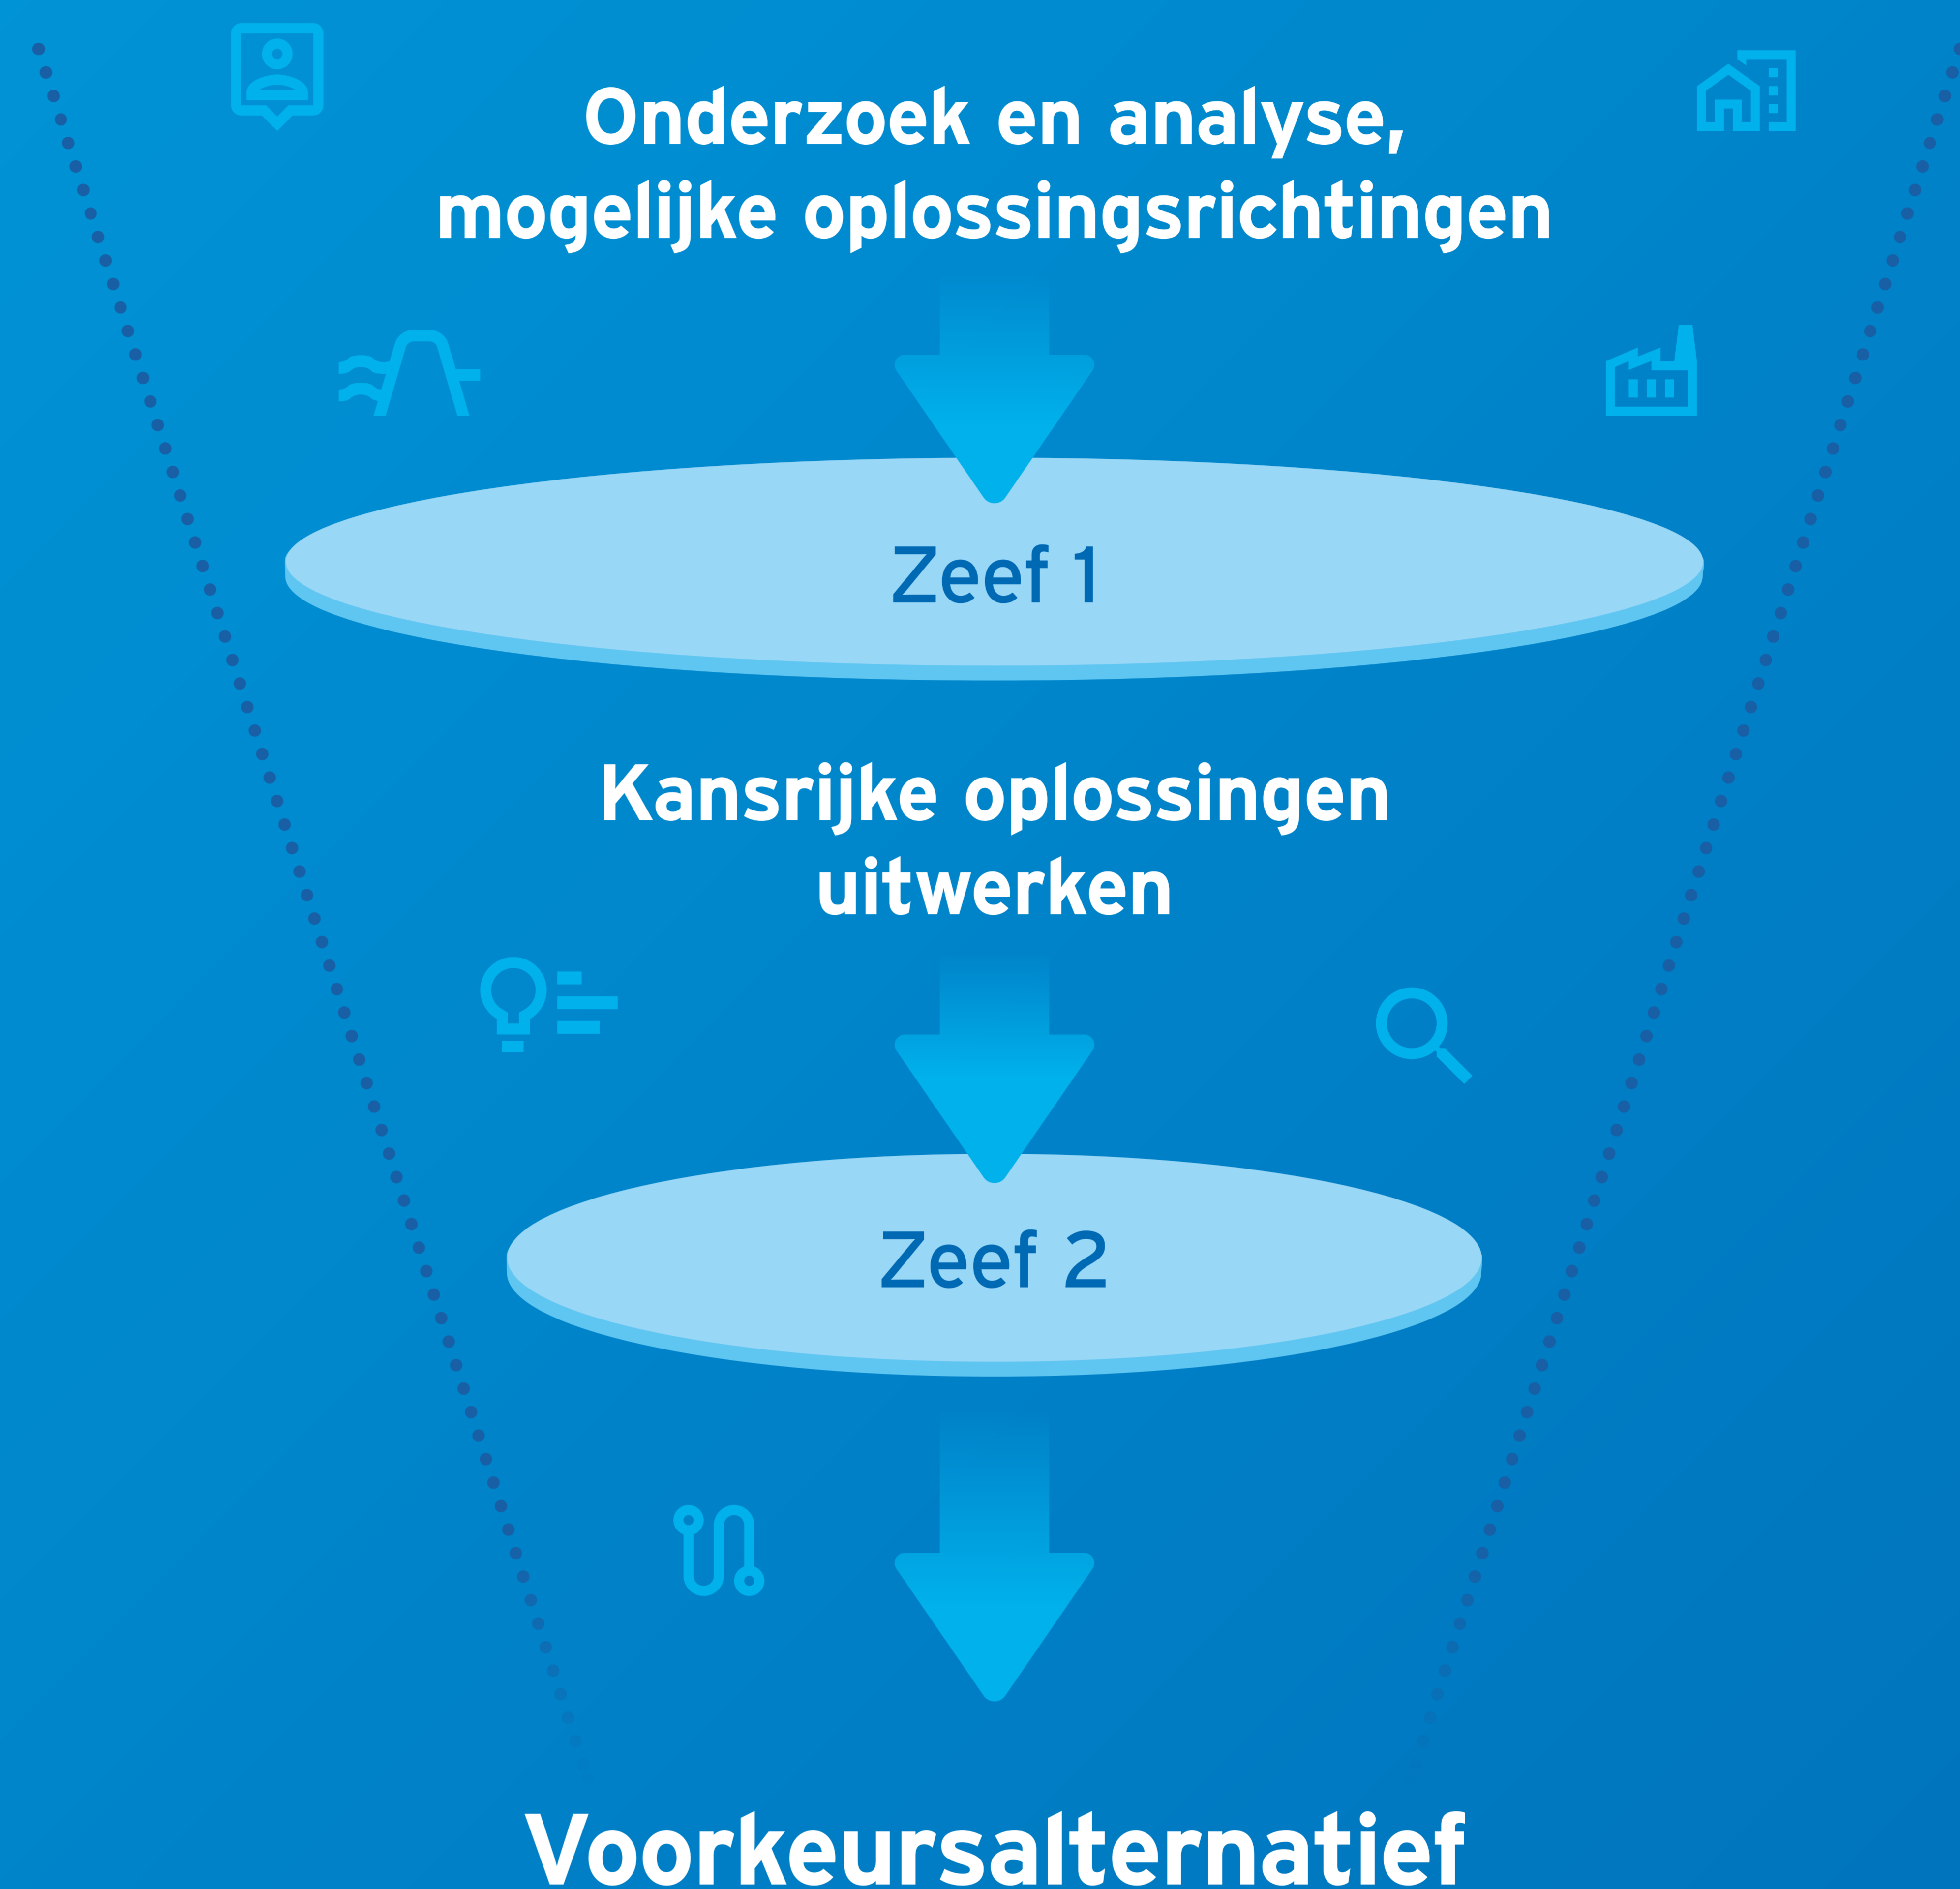 Onderzoek en analyse,
mogelijke oplossingsrichtingen
Zeef 1
Kansrijke oplossingen
uitwerken
Zeef 2
Voorkeursalternatief